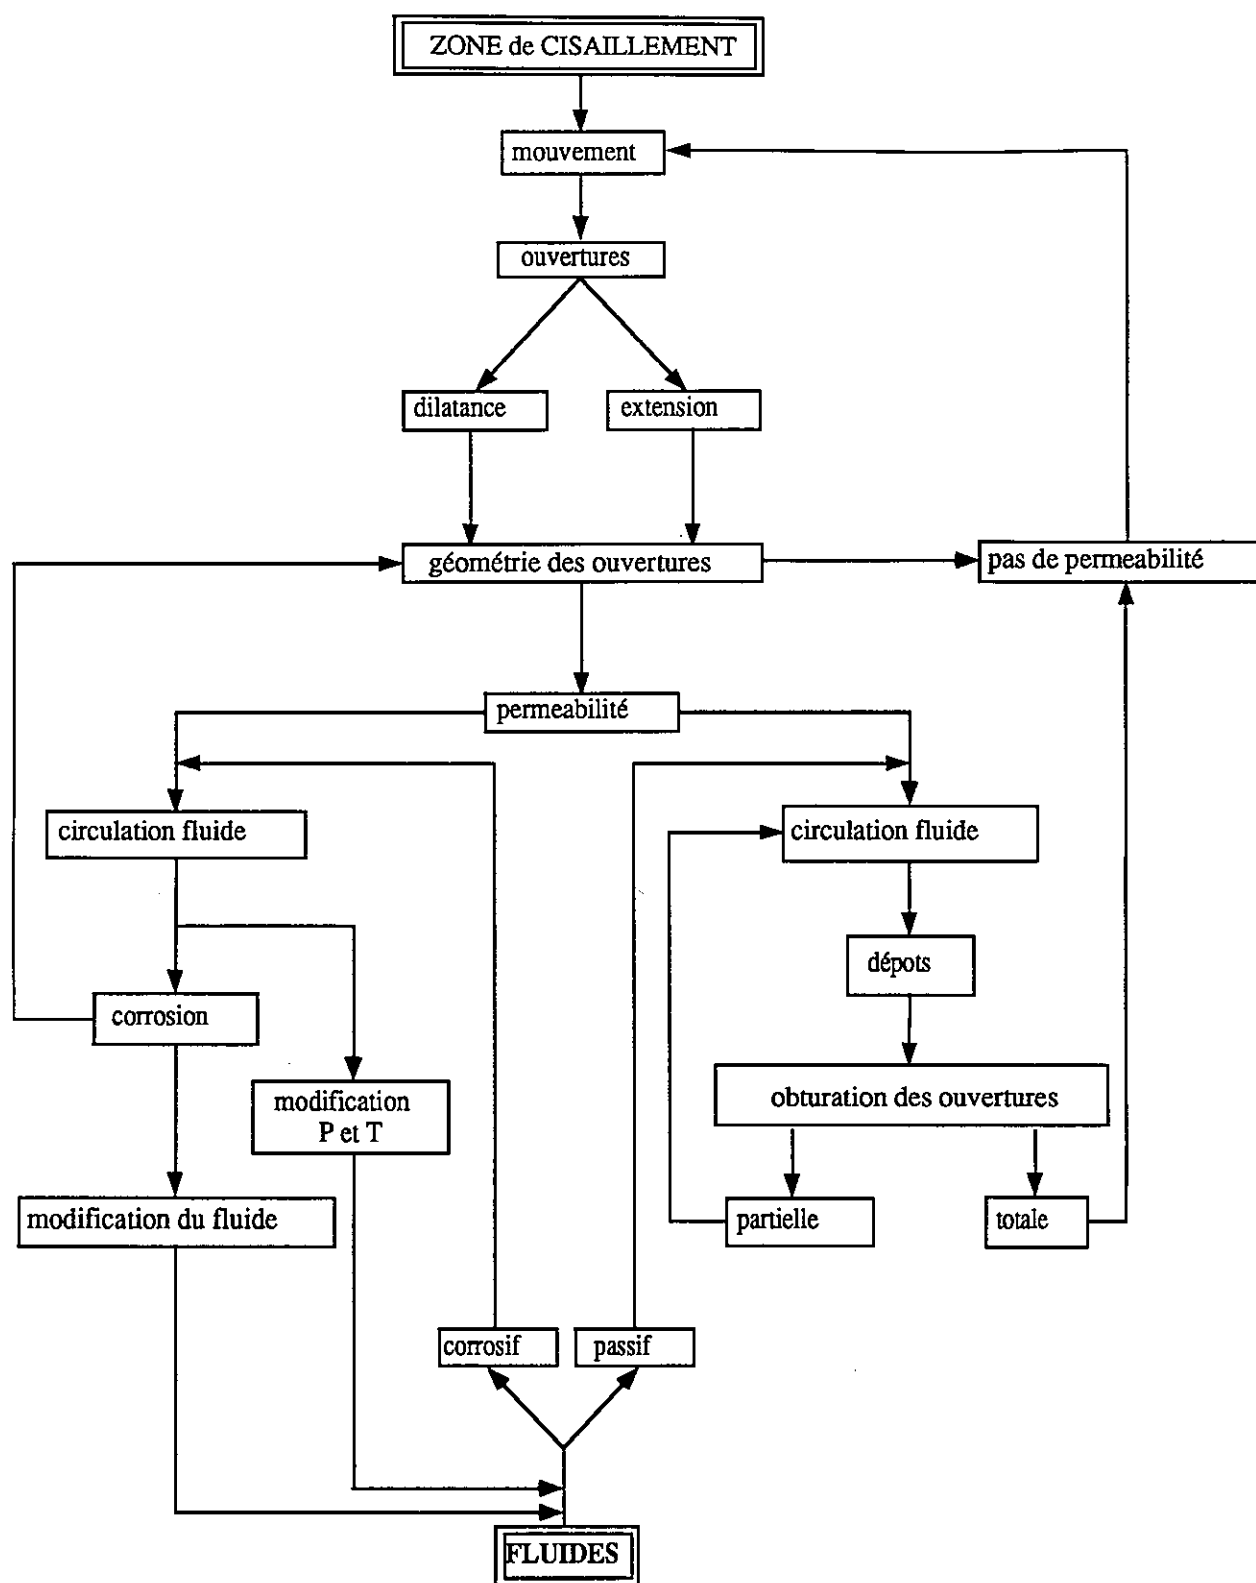 ZONE de CISAILLEMENT
mouvement
ouvertures
dilatance
extension
géométrie des ouvertures
pas de permeabilité
permeabilité
circulation fluide
circulation fluide
dépots
corrosion
modification
P et T
obturation des ouvertures
modification du fluide
partielle
totale
corrosif
passif
FLUIDES